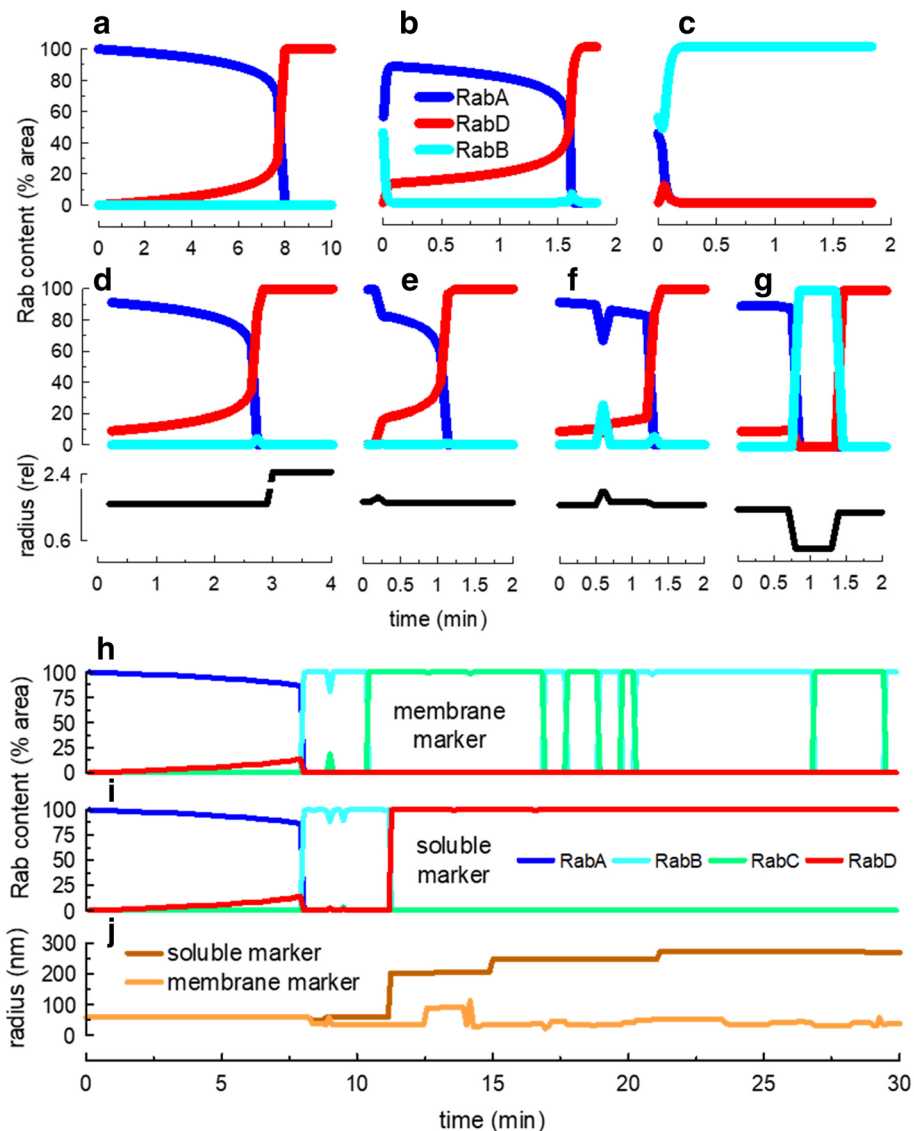 a b c
Rab content (% area)
100
80
60
40
20
0
RabA
RabD
RabB
0 2 4 6 8 10
0 0.5 1 1.5 2
0 0.5 1 1.5 2
d e f g
100
80
60
40
20
0
radius (rel)
2.4
0.6
0 1 2 3 4
0 0.5 1 1.5 2
0 0.5 1 1.5 2
0 0.5 1 1.5 2
time (min)
h
Rab content (% area)
100
75
50
25
0
membrane
marker
i
100
75
50
25
0
soluble
marker
RabA RabB RabC RabD
j
radius (nm)
300
200
100
0
soluble marker
membrane marker
0 5 10 15 20 25 30
time (min)